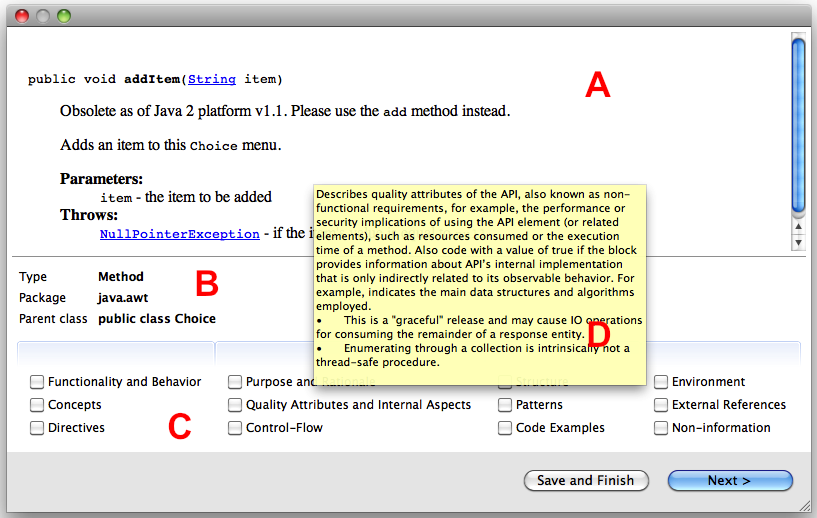 public void addItem(String item)
A
Obsolete as of Java 2 platform v1.1. Please use the add method instead.
Adds an item to this Choice menu.
Parameters:
item - the item to be added
Throws:
NullPointerException - if the i
Describes quality attributes of the API, also known as non-
functional requirements, for example, the performance or
security implications of using the API element (or related
elements), such as resources consumed or the execution
time of a method. Also code with a value of true if the block
provides information about API's internal implementation
that is only indirectly related to its observable behavior. For
example, indicates the main data structures and algorithms
employed.
• This is a "graceful" release and may cause IO operations
for consuming the remainder of a response entity.
• Enumerating through a collection is intrinsically not a
thread-safe procedure.
D
Type Method
Package java.awt
Parent class public class Choice
B
Functionality and Behavior Purpose and Rationale Structure Environment
Concepts Quality Attributes and Internal Aspects Patterns External References
Directives Control-Flow Code Examples Non-information
C
Save and Finish Next >